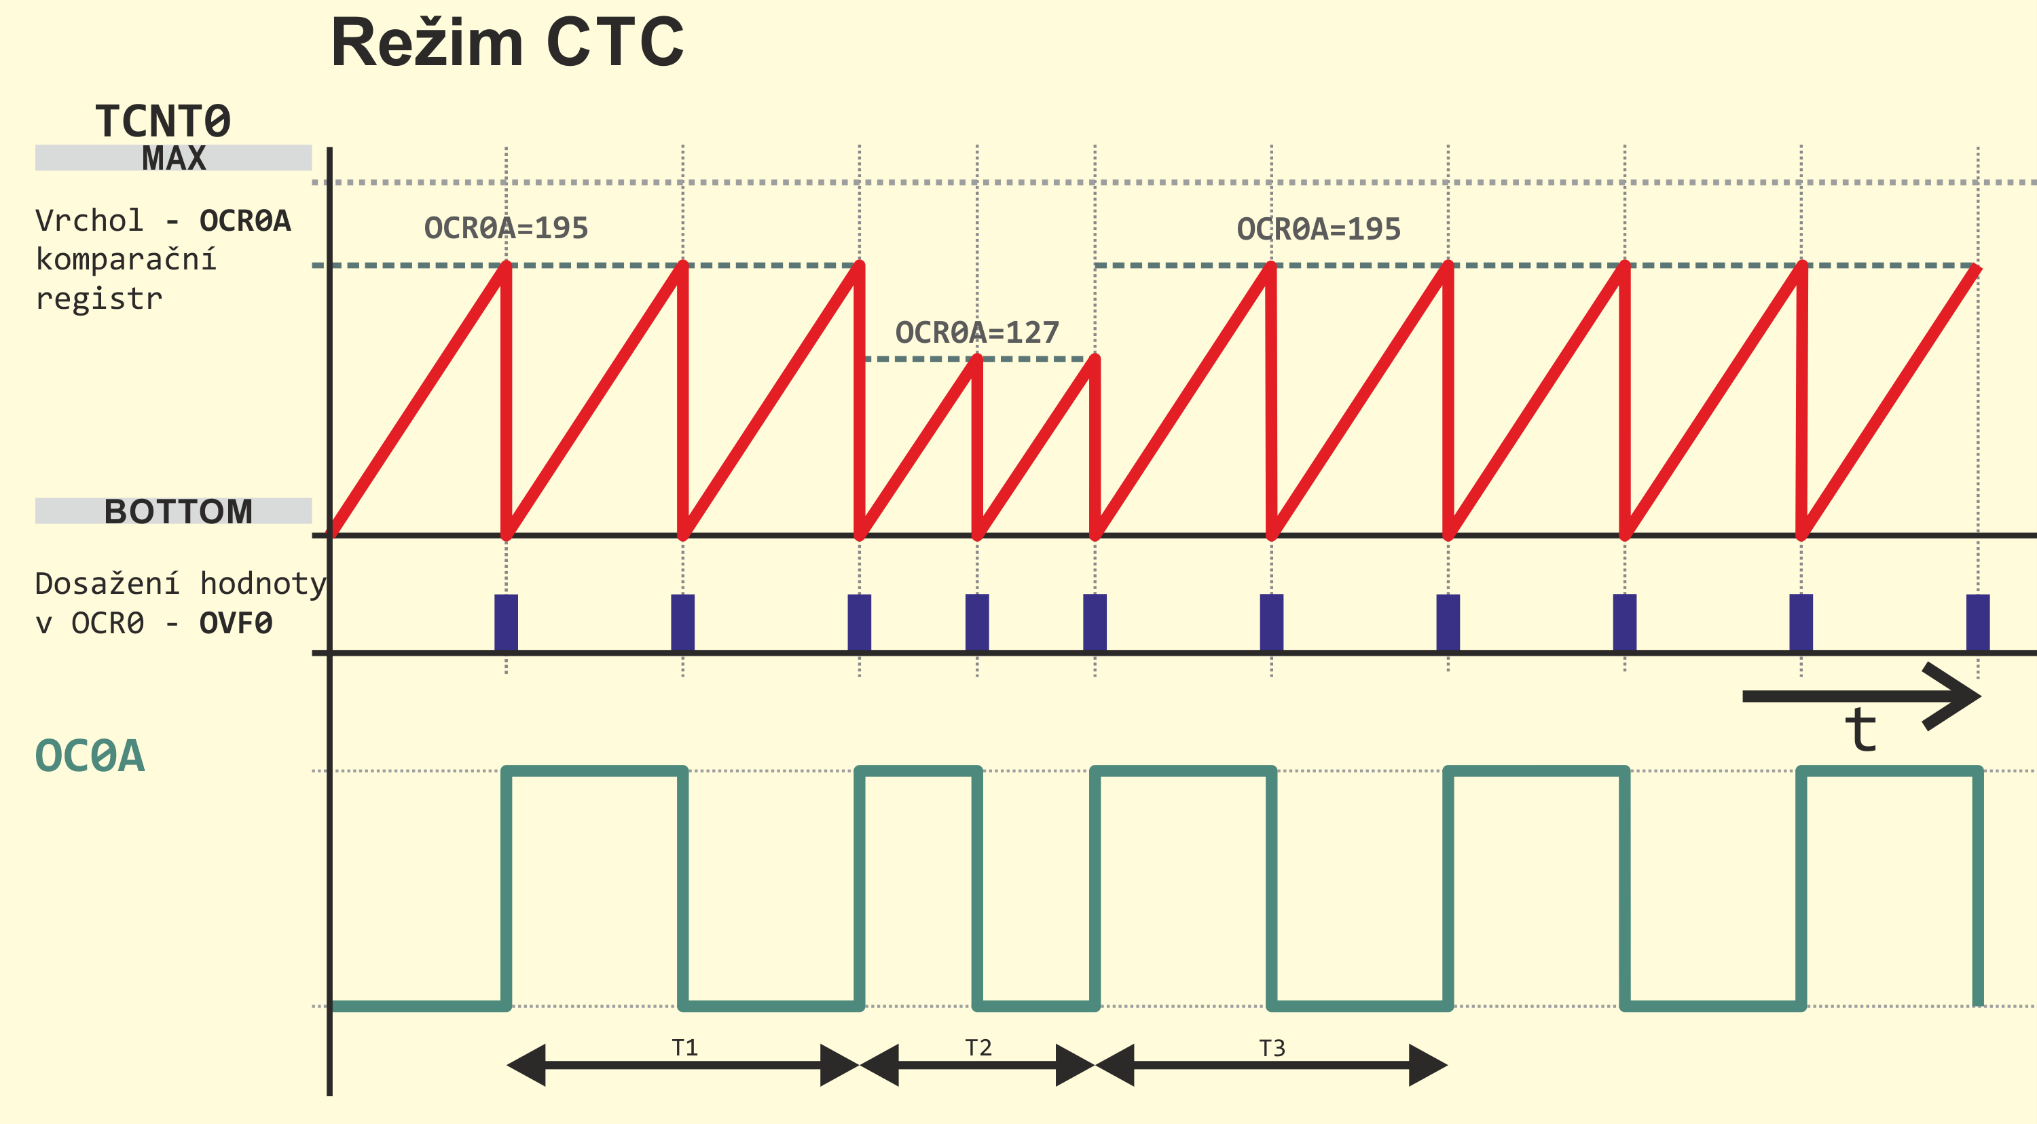 Režim CTC
TCNT0
MAX
Vrchol - OCR0A
komparační
registr
OCR0A=195
OCR0A=127
OCR0A=195
BOTTOM
Dosažení hodnoty
v OCR0 - OVF0
t
OC0A
T1
T2
T3